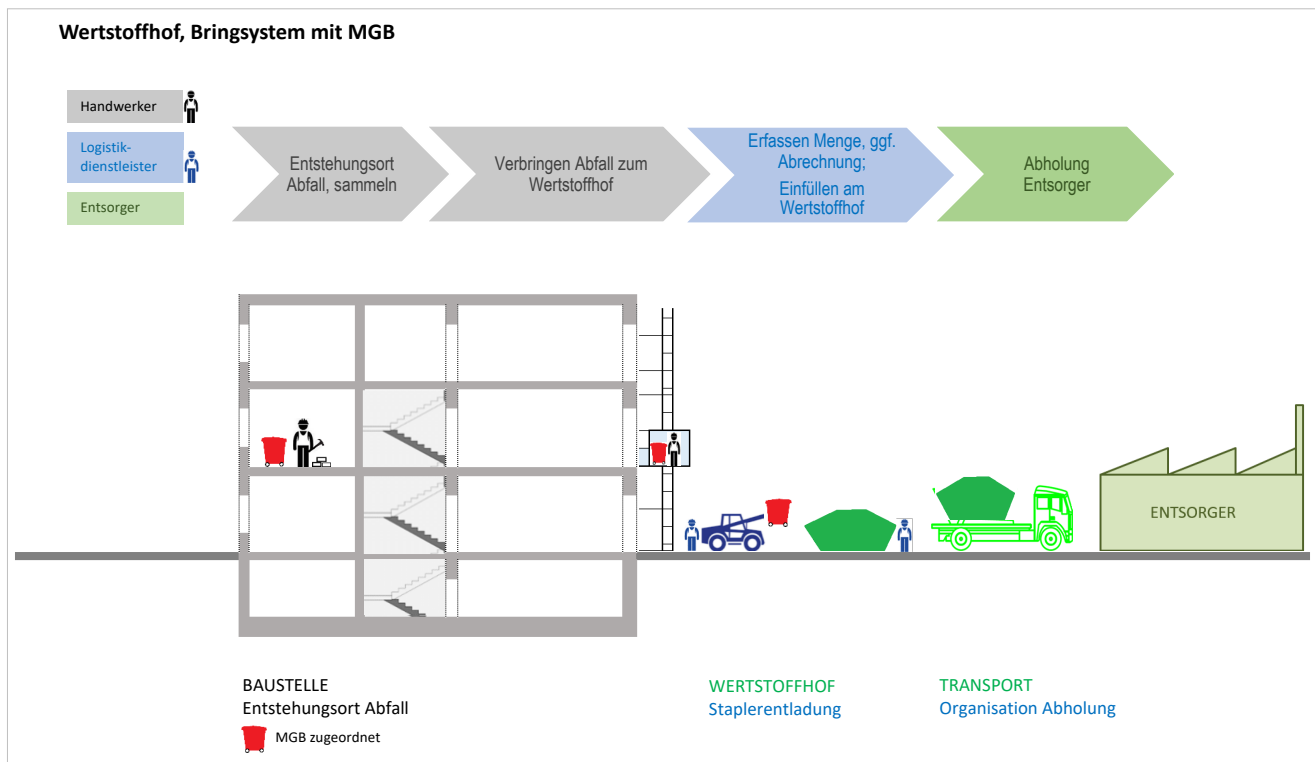 Wertstoffhof, Bringsystem mit MGB
Handwerker
Logistik-
dienstleister
Entsorger
Entstehungsort
Abfall, sammeln
Verbringen Abfall zum
Wertstoffhof
Erfassen Menge, ggf.
Abrechnung;
Einfüllen am
Wertstoffhof
Abholung
Entsorger
ENTSORGER
BAUSTELLE
Entstehungsort Abfall
MGB zugeordnet
WERTSTOFFHOF
Staplerentladung
TRANSPORT
Organisation Abholung